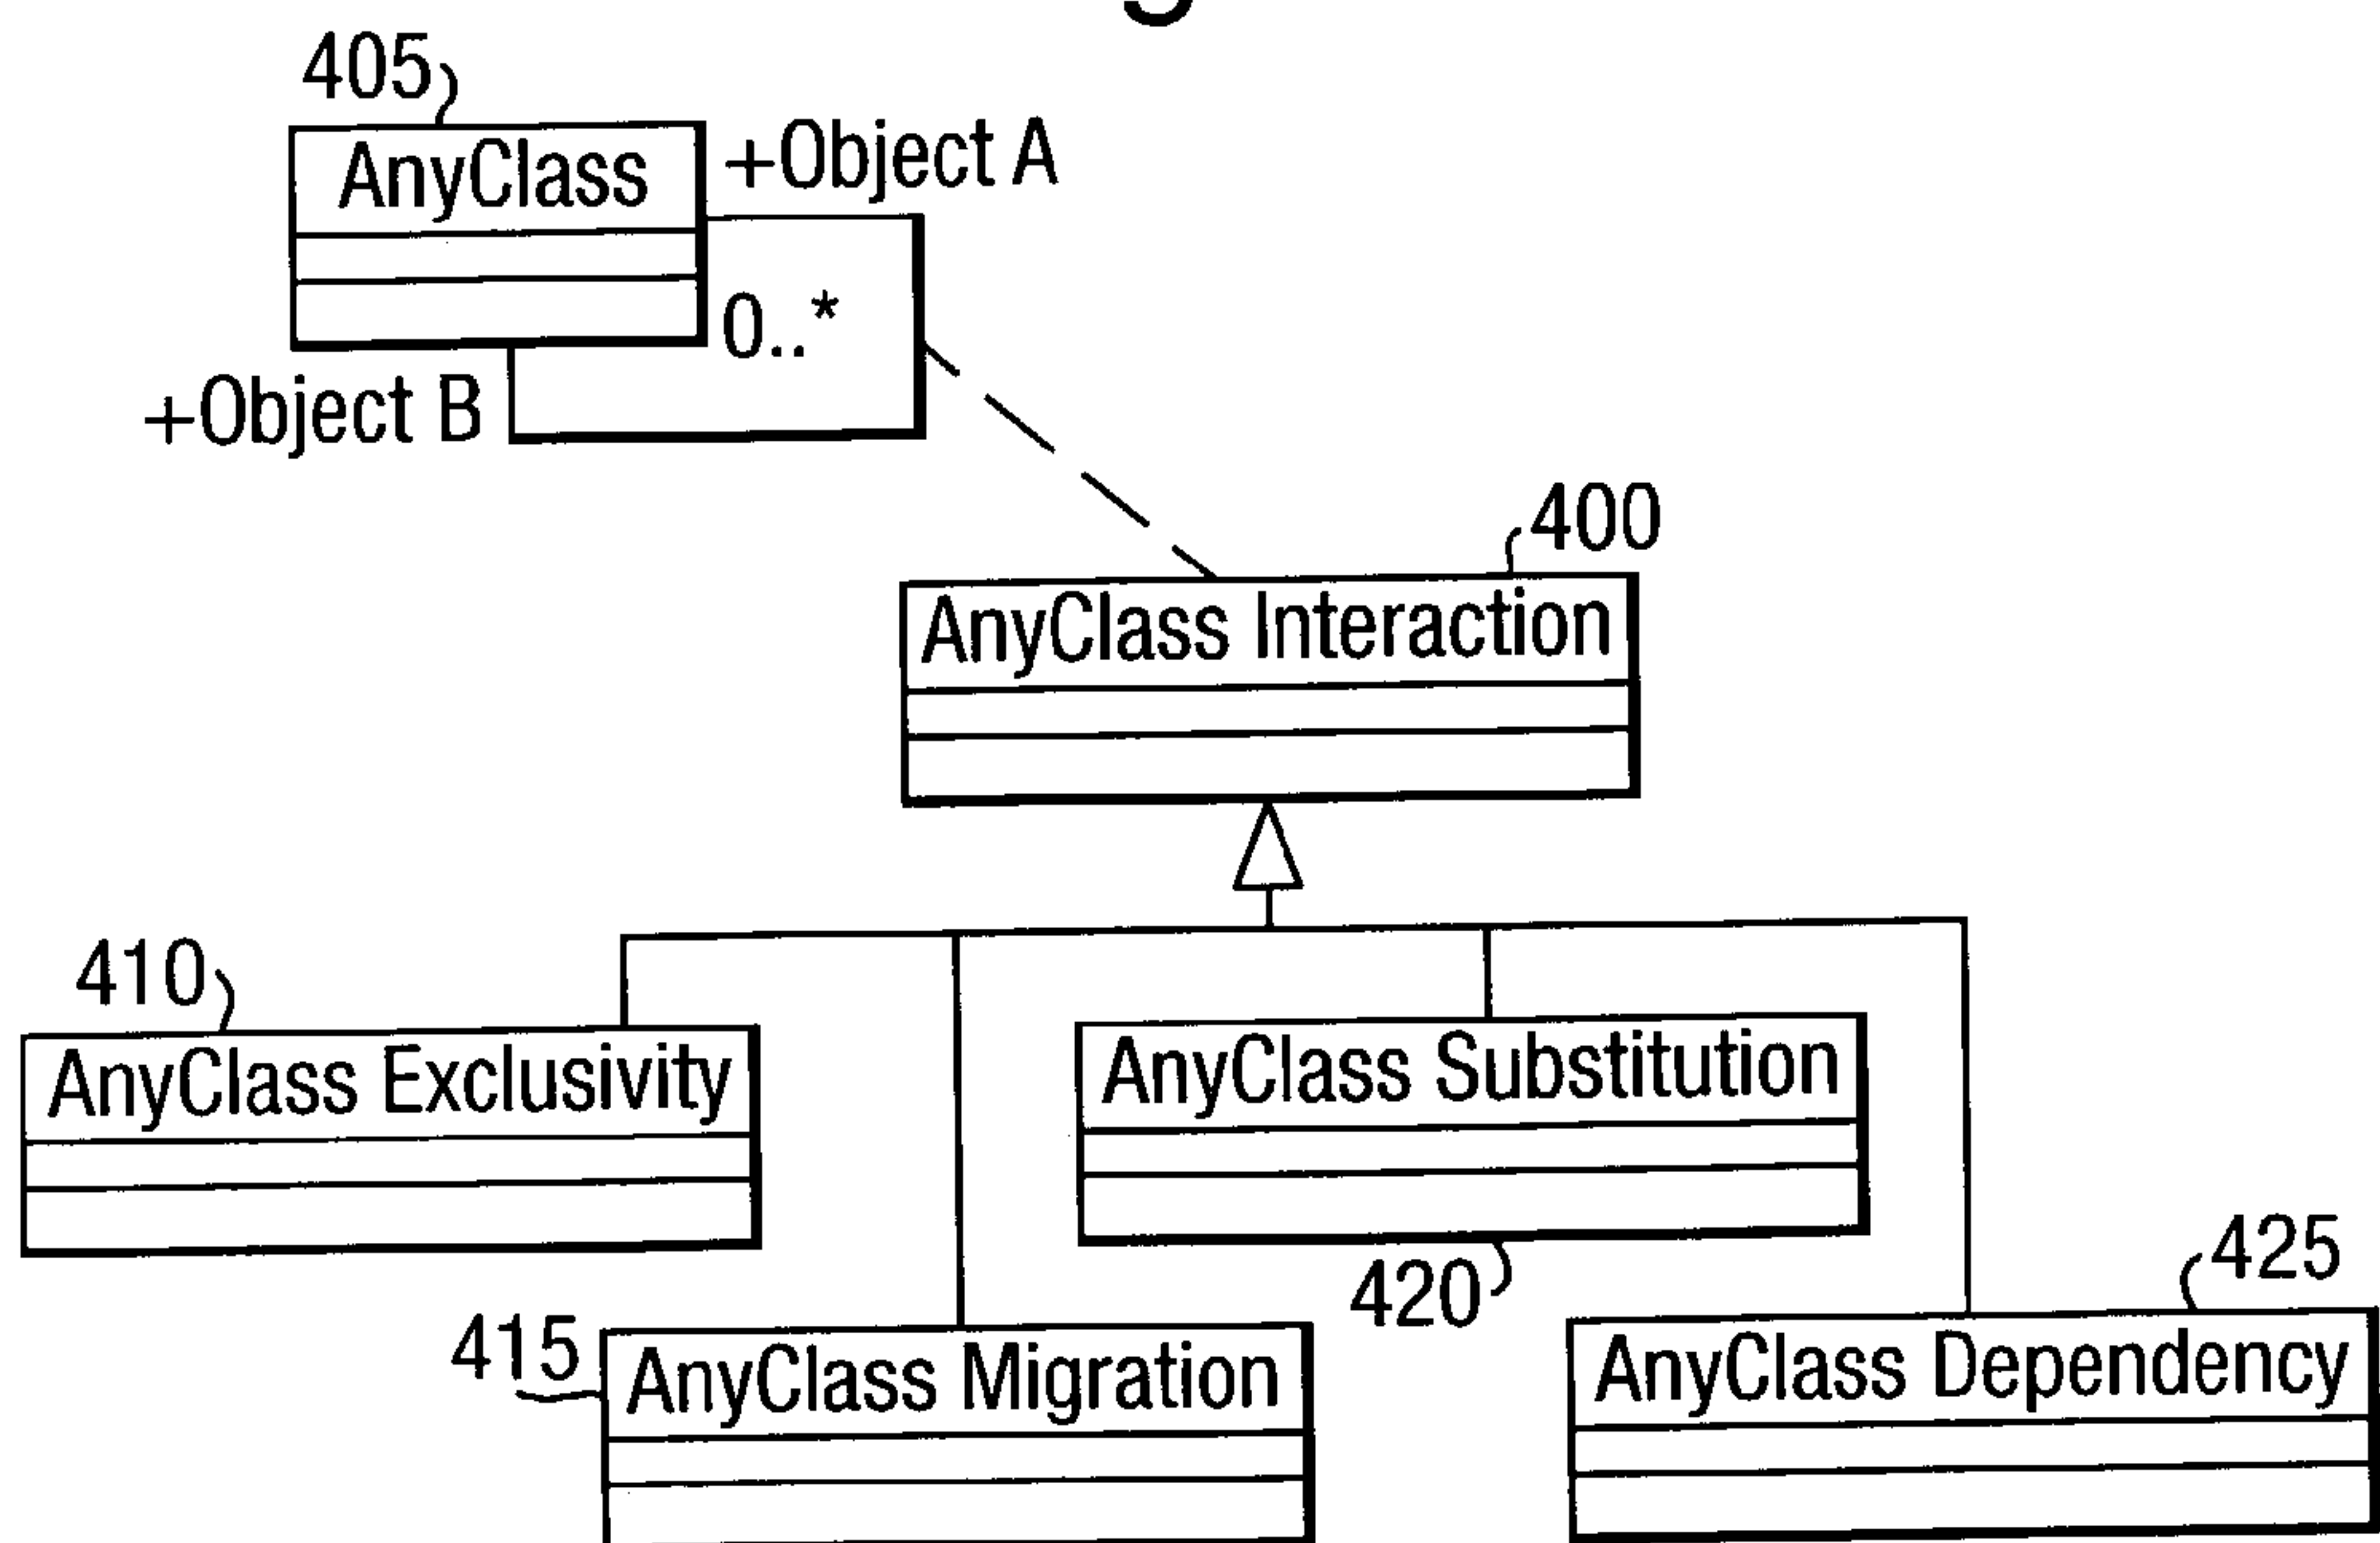 405
AnyClass
+Object A
0..*
+Object B
400
AnyClass Interaction
410
AnyClass Exclusivity
AnyClass Substitution
420
425
415
AnyClass Migration
AnyClass Dependency